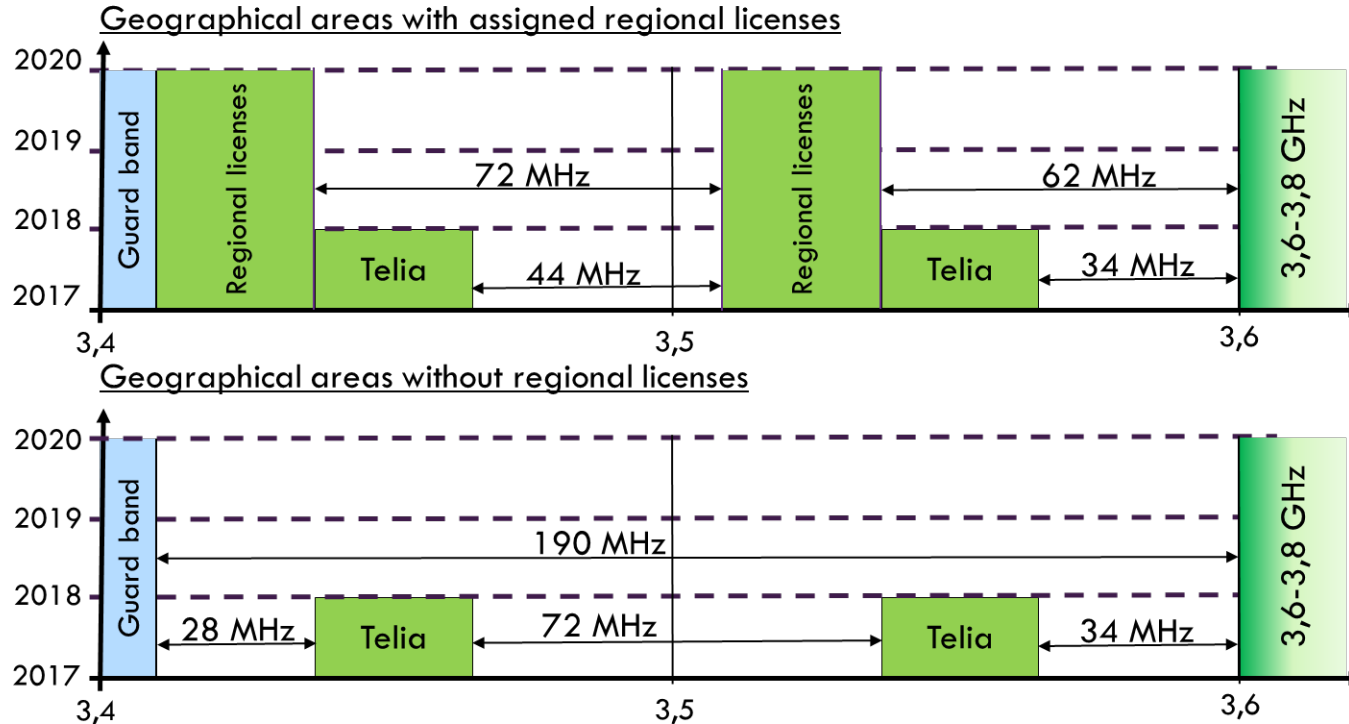 Geographical areas with assigned regional licenses
2020
2019
2018
2017
Guard band
Regional licenses
72 MHz
Regional licenses
62 MHz
3,6-3,8 GHz
Telia
44 MHz
Telia
34 MHz
3,4
3,5
3,6
Geographical areas without regional licenses
2020
2019
2018
2017
Guard band
190 MHz
3,6-3,8 GHz
28 MHz
Telia
72 MHz
Telia
34 MHz
3,4
3,5
3,6